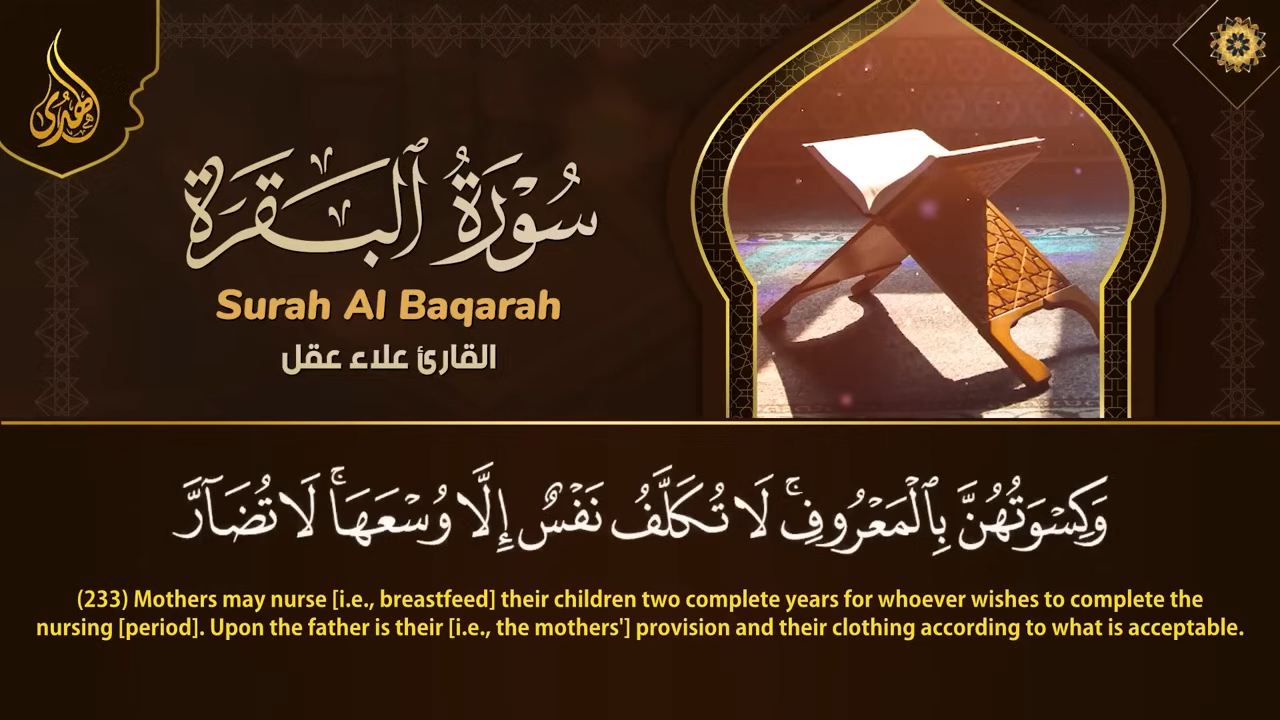 هدى
سُورَةُ ٱلْبَقَرَة
Surah Al Baqarah
القارئ علاء عقل
وَكِسْوَتُهُنَّ بِٱلْمَعْرُوفِۚ لَا تُكَلَّفُ نَفْسٌ إِلَّا وُسْعَهَاۚ لَا تُضَآرَّ
(233) Mothers may nurse [i.e., breastfeed] their children two complete years for whoever wishes to complete the
nursing [period]. Upon the father is their [i.e., the mothers'] provision and their clothing according to what is acceptable.